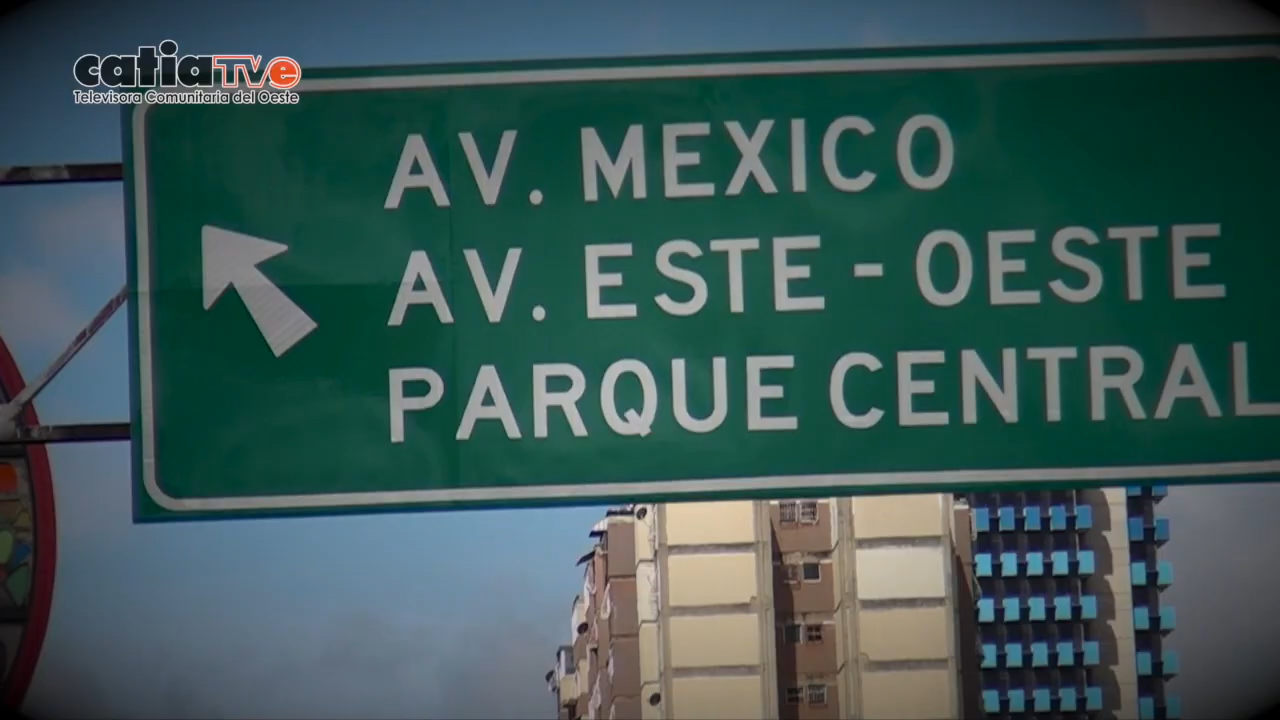 catiaTVe
Televisora Comunitaria del Oeste
AV. MEXICO
AV. ESTE - OESTE
PARQUE CENTRAL